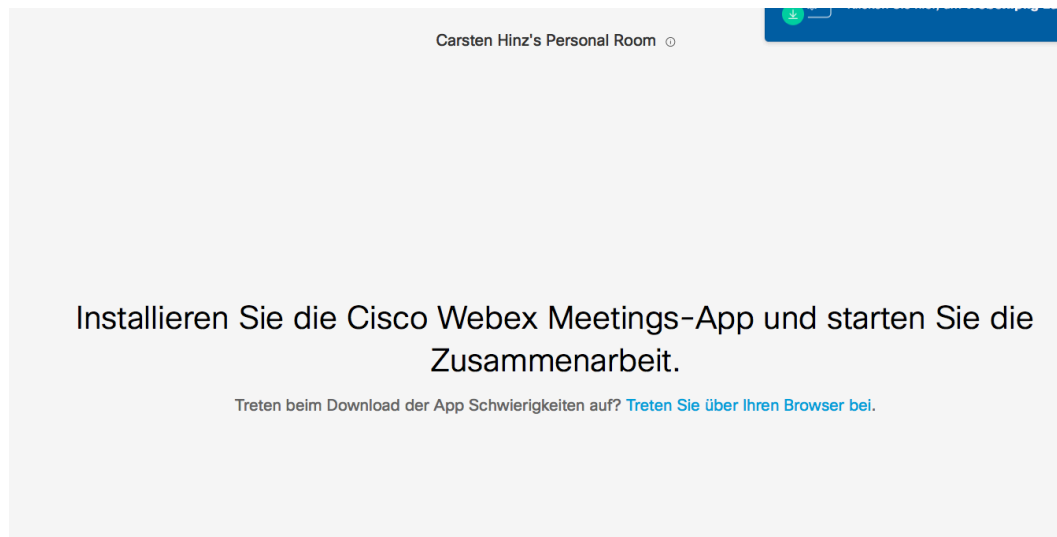 Carsten Hinz's Personal Room
Installieren Sie die Cisco Webex Meetings-App und starten Sie die
Zusammenarbeit.
Treten beim Download der App Schwierigkeiten auf? Treten Sie über Ihren Browser bei.